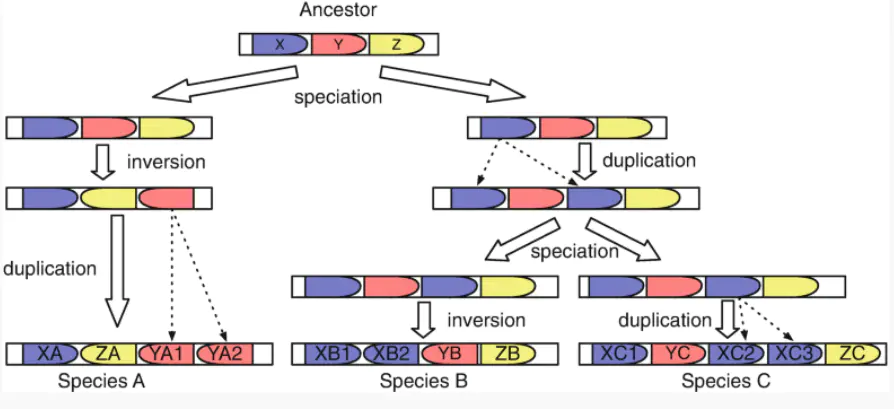 Ancestor
X Y Z
speciation
inversion
duplication
speciation
duplication
inversion
duplication
XA ZA YA1 YA2
XB1 XB2 YB ZB
XC1 YC XC2 XC3 ZC
Species A
Species B
Species C